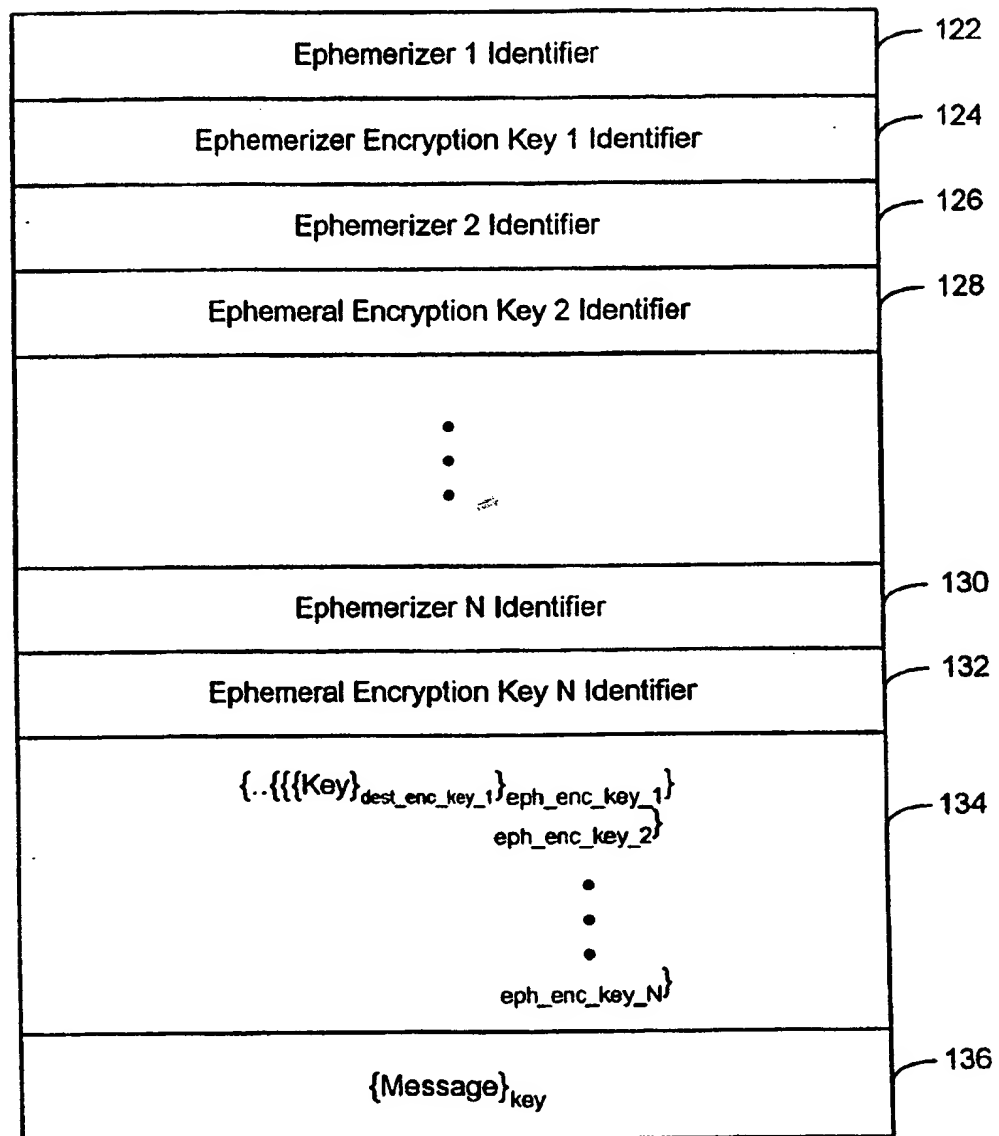 Ephemerizer 1 Identifier 122
Ephemerizer Encryption Key 1 Identifier 124
Ephemerizer 2 Identifier 126
Ephemeral Encryption Key 2 Identifier 128
Ephemerizer N Identifier 130
Ephemeral Encryption Key N Identifier 132
{..{{{Key}dest_enc_key_1}eph_enc_key_1}
eph_enc_key_2} 134
eph_enc_key_N}
{Message}key 136